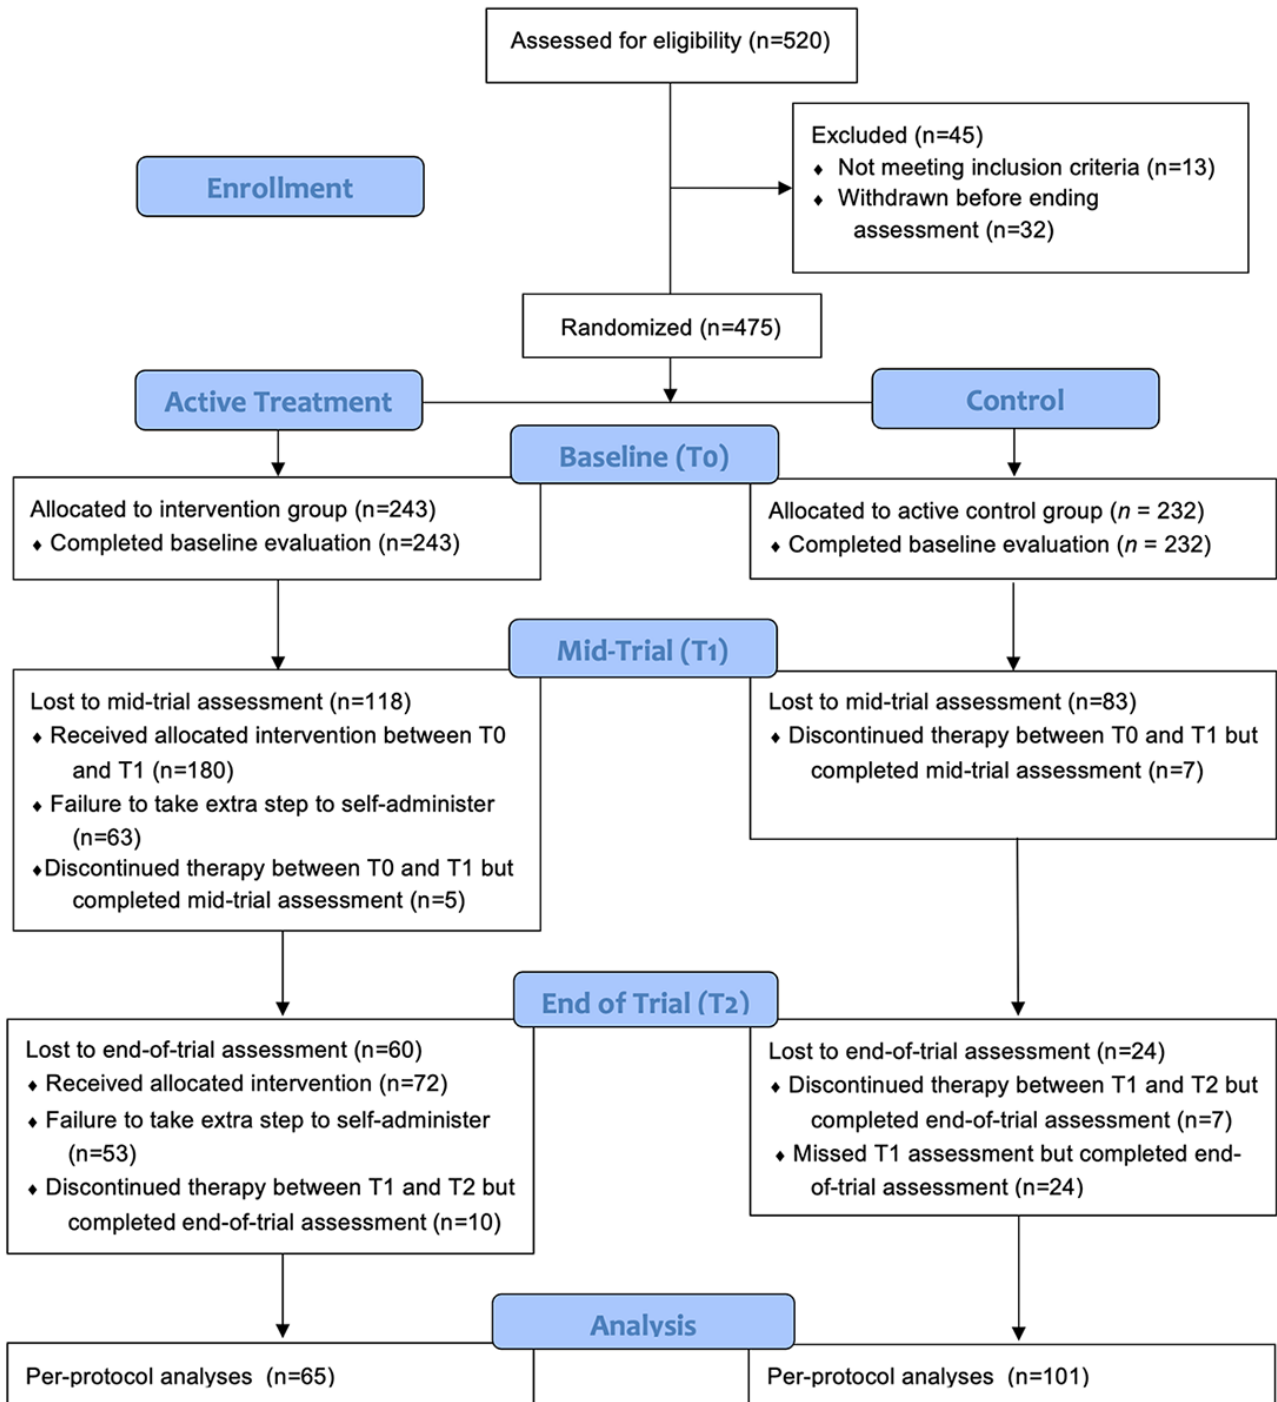 Assessed for eligibility (n=520)
Excluded (n=45)
♦ Not meeting inclusion criteria (n=13)
♦ Withdrawn before ending
assessment (n=32)
Enrollment
Randomized (n=475)
Active Treatment
Control
Baseline (T0)
Allocated to intervention group (n=243)
♦ Completed baseline evaluation (n=243)
Allocated to active control group (n = 232)
♦ Completed baseline evaluation (n = 232)
Mid-Trial (T1)
Lost to mid-trial assessment (n=118)
♦ Received allocated intervention between T0
and T1 (n=180)
♦ Failure to take extra step to self-administer
(n=63)
♦Discontinued therapy between T0 and T1 but
completed mid-trial assessment (n=5)
Lost to mid-trial assessment (n=83)
♦ Discontinued therapy between T0 and T1 but
completed mid-trial assessment (n=7)
End of Trial (T2)
Lost to end-of-trial assessment (n=60)
♦ Received allocated intervention (n=72)
♦ Failure to take extra step to self-administer
(n=53)
♦ Discontinued therapy between T1 and T2 but
completed end-of-trial assessment (n=10)
Lost to end-of-trial assessment (n=24)
♦ Discontinued therapy between T1 and T2 but
completed end-of-trial assessment (n=7)
♦ Missed T1 assessment but completed end-
of-trial assessment (n=24)
Analysis
Per-protocol analyses (n=65)
Per-protocol analyses (n=101)